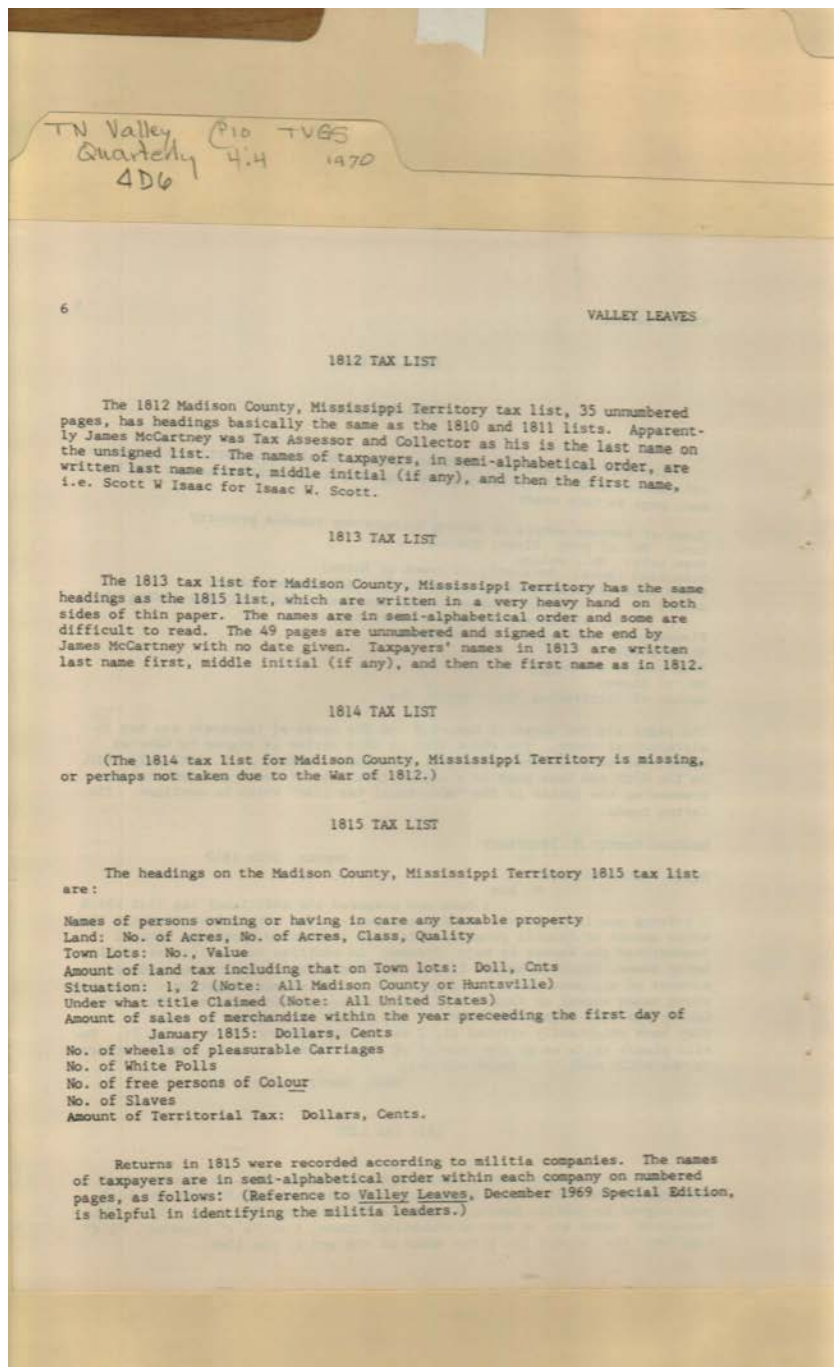 TN Valley P10 TVGS
Quarterly 4:4 1970
4D6
6 VALLEY LEAVES
1812 TAX LIST
The 1812 Madison County, Mississippi Territory tax list, 35 unnumbered
pages, has headings basically the same as the 1810 and 1811 lists. Apparent-
ly James McCartney was Tax Assessor and Collector as his is the last name on
the unsigned list. The names of taxpayers, in semi-alphabetical order, are
written last name first, middle initial (if any), and then the first name,
i.e. Scott W Isaac for Isaac W. Scott.
1813 TAX LIST
The 1813 tax list for Madison County, Mississippi Territory has the same
headings as the 1815 list, which are written in a very heavy hand on both
sides of thin paper. The names are in semi-alphabetical order and some are
difficult to read. The 49 pages are unnumbered and signed at the end by
James McCartney with no date given. Taxpayers' names in 1813 are written
last name first, middle initial (if any), and then the first name as in 1812.
1814 TAX LIST
(The 1814 tax list for Madison County, Mississippi Territory is missing,
or perhaps not taken due to the War of 1812.)
1815 TAX LIST
The headings on the Madison County, Mississippi Territory 1815 tax list
are:
Names of persons owning or having in care any taxable property
Land: No. of Acres, No. of Acres, Class, Quality
Town Lots: No., Value
Amount of land tax including that on Town lots: Doll, Cnts
Situation: 1, 2 (Note: All Madison County or Huntsville)
Under what title Claimed (Note: All United States)
Amount of sales of merchandize within the year preceeding the first day of
January 1815: Dollars, Cents
No. of wheels of pleasurable Carriages
No. of White Polls
No. of free persons of Colour
No. of Slaves
Amount of Territorial Tax: Dollars, Cents.
Returns in 1815 were recorded according to militia companies. The names
of taxpayers are in semi-alphabetical order within each company on numbered
pages, as follows: (Reference to Valley Leaves, December 1969 Special Edition,
is helpful in identifying the militia leaders.)